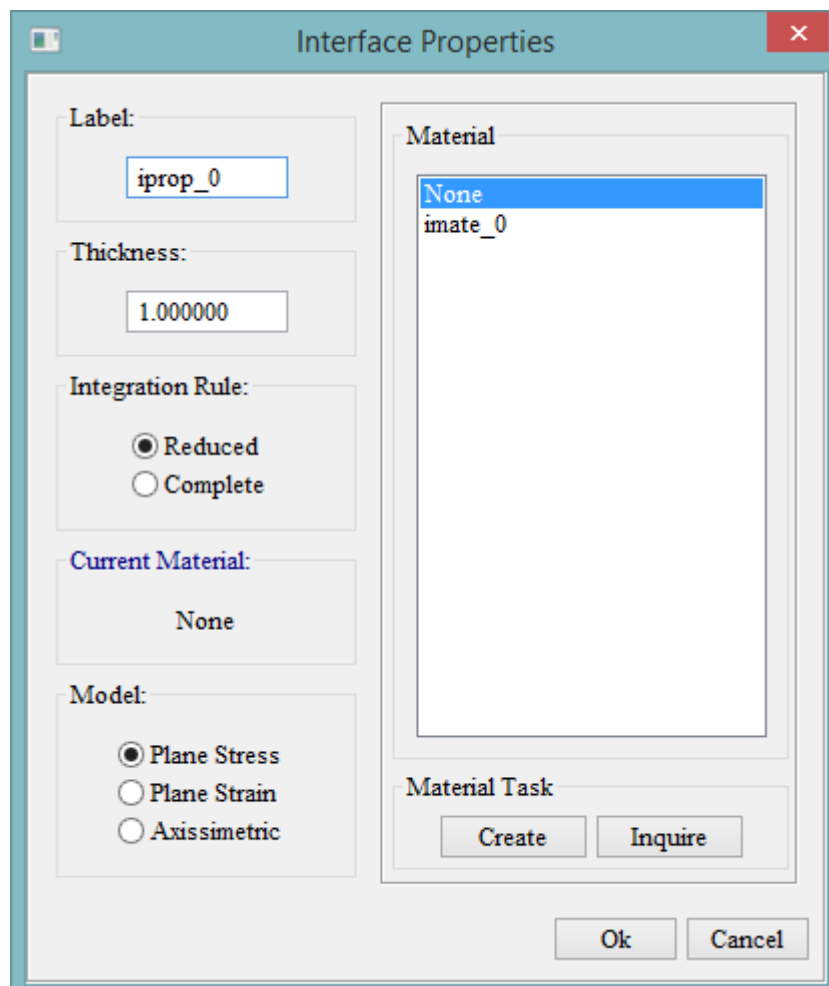 Interface Properties
Label:
iprop_0
Thickness:
1.000000
Integration Rule:
Reduced
Complete
Current Material:
None
Model:
Plane Stress
Plane Strain
Axissimetric
Material
None
imate_0
Material Task
Create Inquire
Ok Cancel